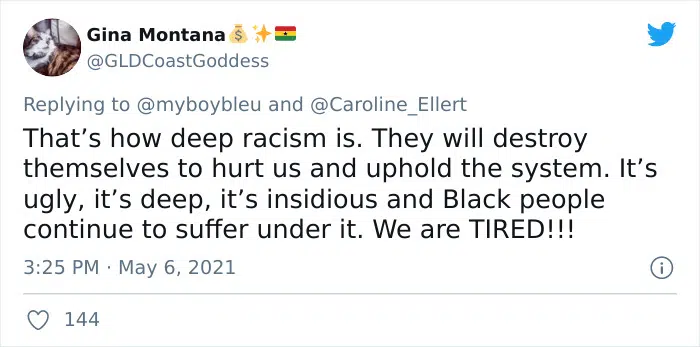 Gina Montana💰✨🇬🇭
@GLDCoastGoddess
Replying to @myboybleu and @Caroline_Ellert
That’s how deep racism is. They will destroy
themselves to hurt us and uphold the system. It’s
ugly, it’s deep, it’s insidious and Black people
continue to suffer under it. We are TIRED!!!
3:25 PM · May 6, 2021
144